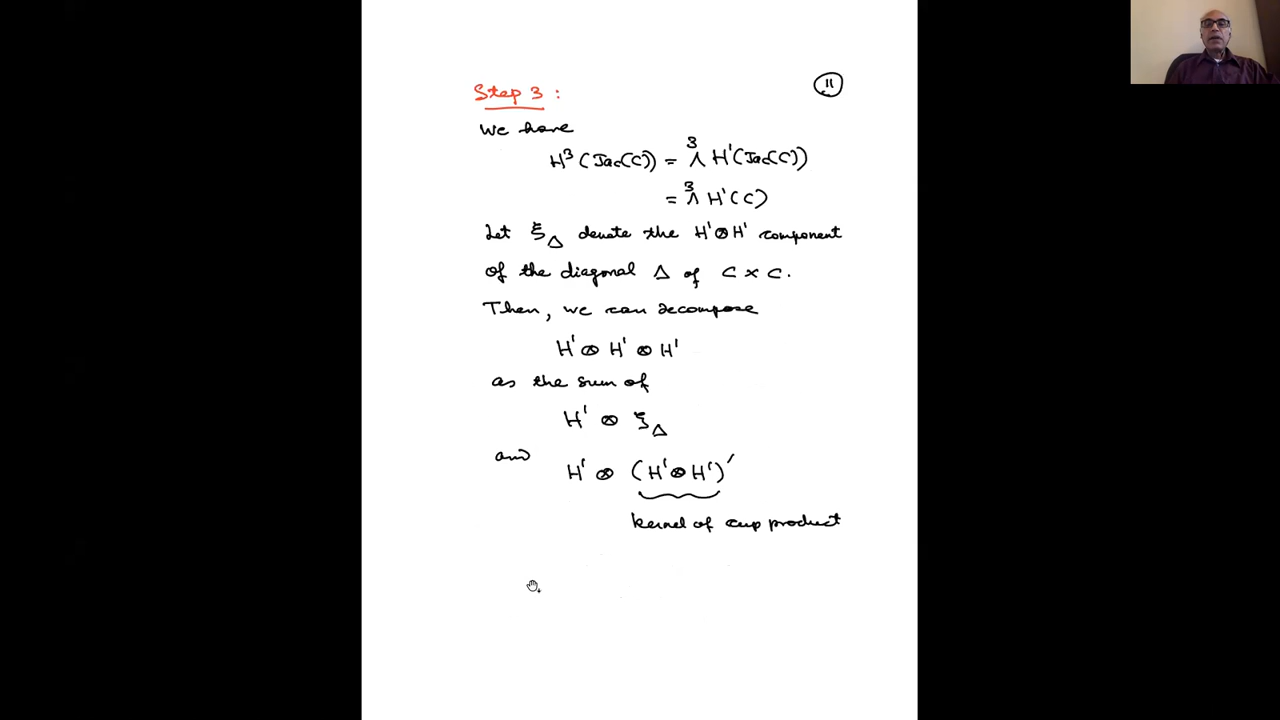 Step 3 :
11
We have
H³(Jac(C)) = ∧³ H¹(Jac(C))
= ∧³ H¹(C)
Let ξ_Δ denote the H¹⊗H¹ component
of the diagonal Δ of C × C.
Then, we can decompose
H¹ ⊗ H¹ ⊗ H¹
as the sum of
H¹ ⊗ ξ_Δ
and
H¹ ⊗ (H¹⊗H¹)′
kernel of cup product